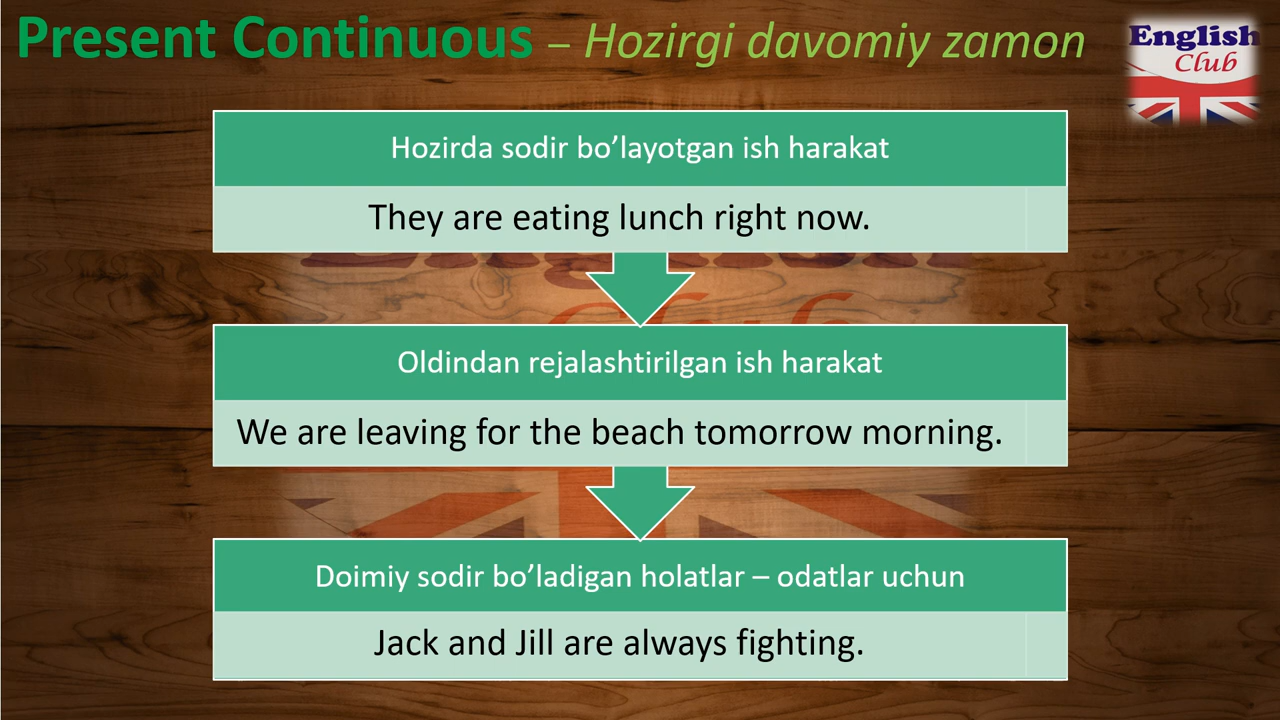 Present Continuous – Hozirgi davomiy zamon
English
Club
Hozirda sodir bo’layotgan ish harakat
They are eating lunch right now.
Oldindan rejalashtirilgan ish harakat
We are leaving for the beach tomorrow morning.
Doimiy sodir bo’ladigan holatlar – odatlar uchun
Jack and Jill are always fighting.